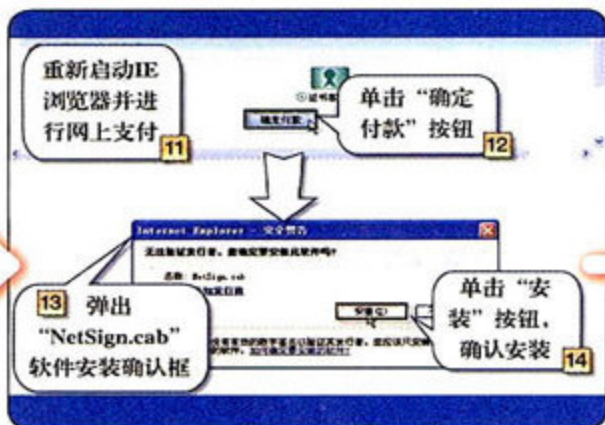 重新启动IE
浏览器并进
行网上支付
11
确定付款
单击“确定
付款”按钮
12
Internet Explorer - 安全警告
无法验证发行者。您确定要安装此软件吗?
名称: NetSign.cab
13 弹出
“NetSign.cab”
软件安装确认框
安装(I)
单击“安
装”按钮,
确认安装
14